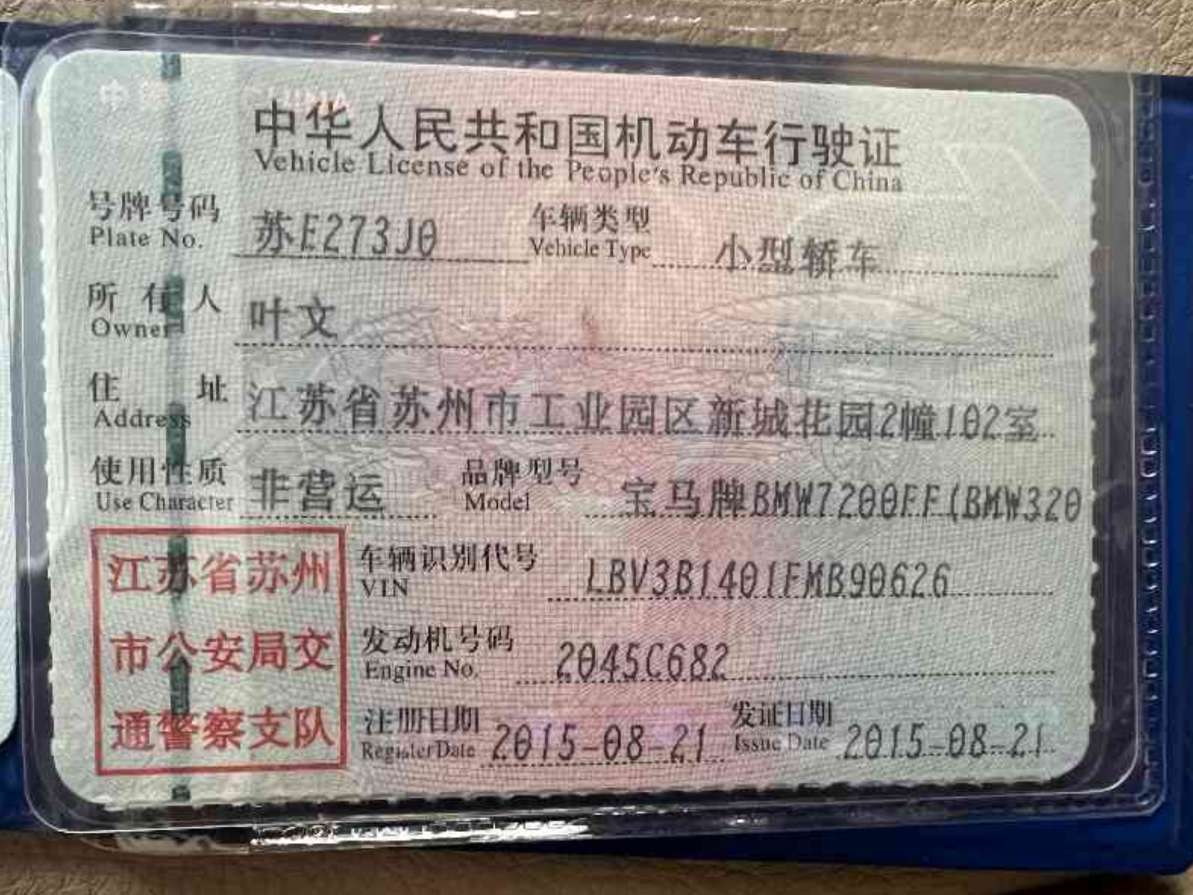 中华人民共和国机动车行驶证
Vehicle License of the People's Republic of China
号牌号码 苏E273J0 车辆类型 小型轿车
Plate No. Vehicle Type
所有人 叶文
Owner
住址 江苏省苏州市工业园区新城花园2幢102室
Address
使用性质 非营运 品牌型号 宝马牌BMW7200FF(BMW320
Use Character Model
江苏省苏州
市公安局交
通警察支队
车辆识别代号 LBV3B1401FMB90626
VIN
发动机号码 2045C682
Engine No.
注册日期 2015-08-21 发证日期 2015-08-21
Register Date Issue Date